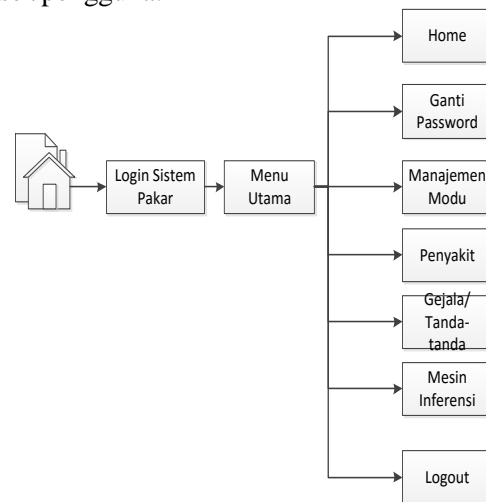 Home
Ganti
Password
Login Sistem
Pakar
Menu
Utama
Manajemen
Modu
Penyakit
Gejala/
Tanda-
tanda
Mesin
Inferensi
Logout